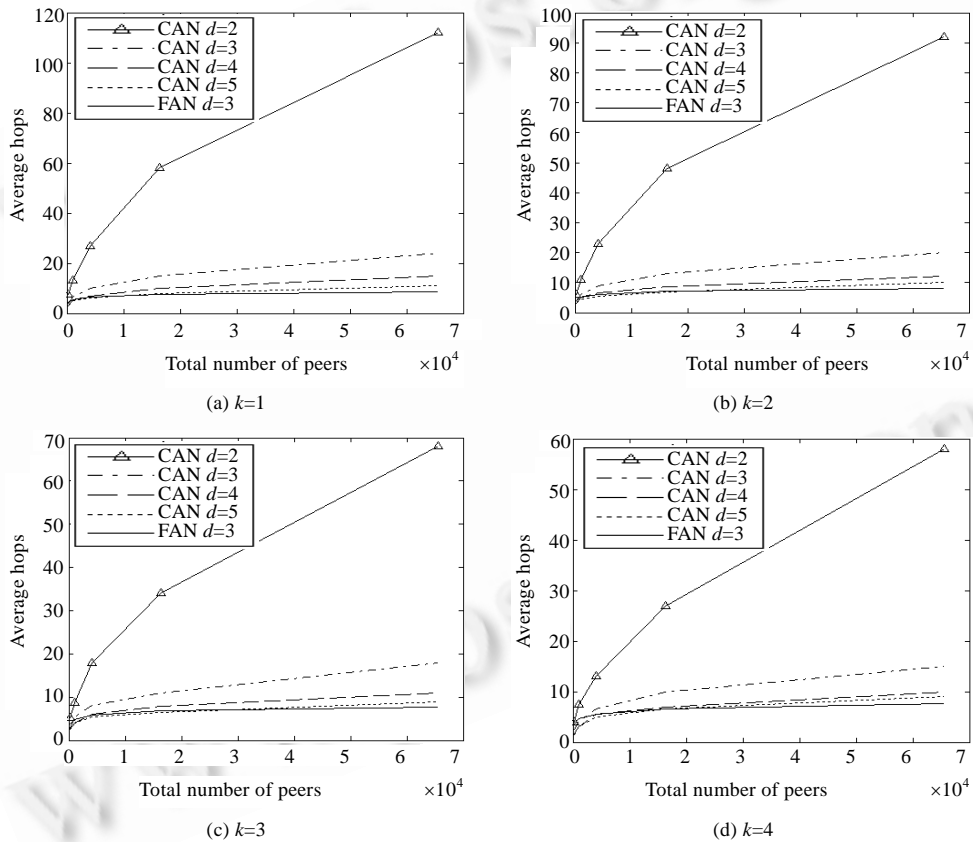 120
100
80
60
40
20
0
Average hops
CAN d=2
CAN d=3
CAN d=4
CAN d=5
FAN d=3
0 1 2 3 4 5 6 7
Total number of peers ×10^4
(a) k=1
100
90
80
70
60
50
40
30
20
10
0
Average hops
CAN d=2
CAN d=3
CAN d=4
CAN d=5
FAN d=3
0 1 2 3 4 5 6 7
Total number of peers ×10^4
(b) k=2
70
60
50
40
30
20
10
0
Average hops
CAN d=2
CAN d=3
CAN d=4
CAN d=5
FAN d=3
0 1 2 3 4 5 6 7
Total number of peers ×10^4
(c) k=3
60
50
40
30
20
10
0
Average hops
CAN d=2
CAN d=3
CAN d=4
CAN d=5
FAN d=3
0 1 2 3 4 5 6 7
Total number of peers ×10^4
(d) k=4